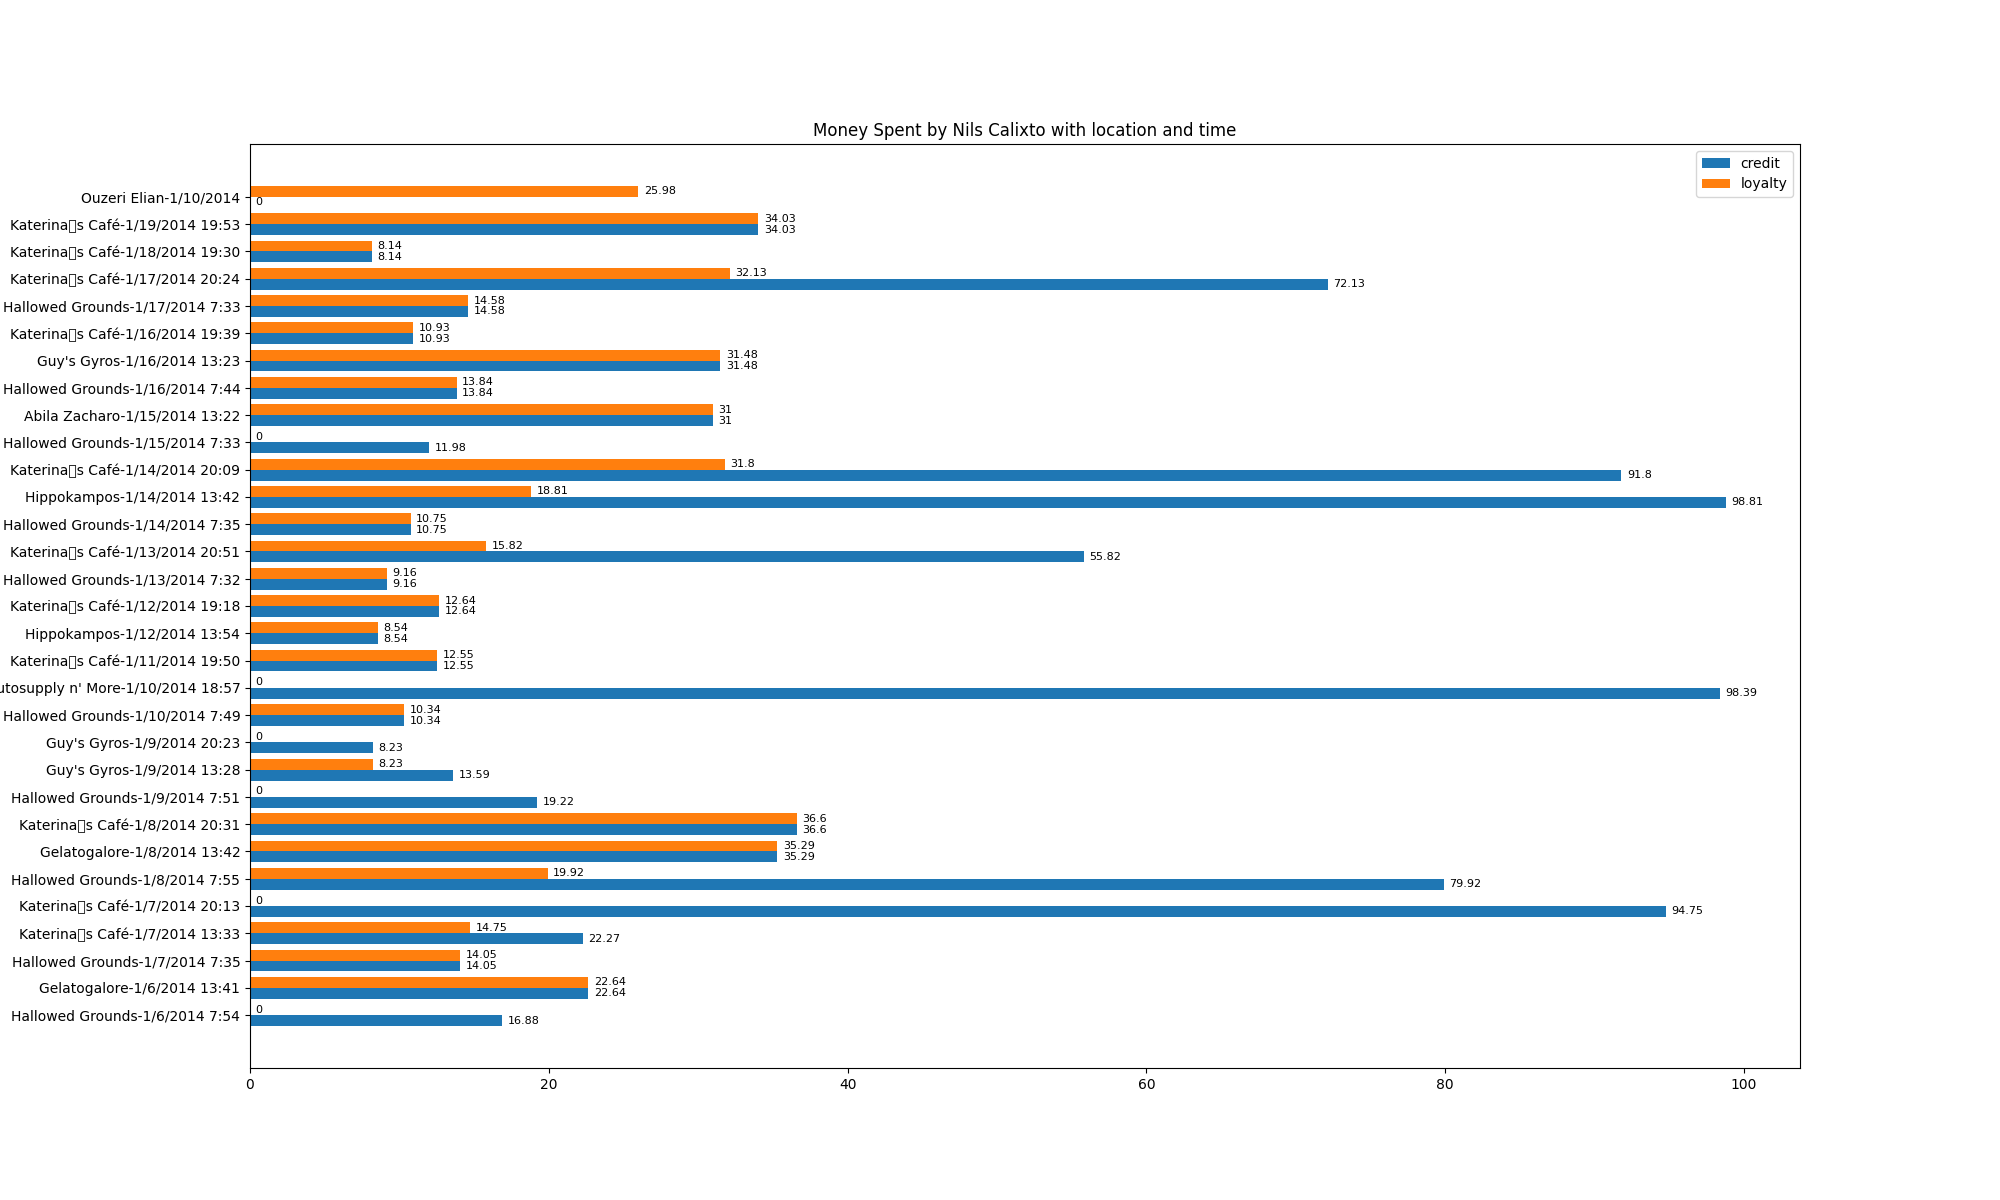 Money Spent by Nils Calixto with location and time
credit
loyalty
Ouzeri Elian-1/10/2014 25.98 0
Katerina▯s Café-1/19/2014 19:53 34.03 34.03
Katerina▯s Café-1/18/2014 19:30 8.14 8.14
Katerina▯s Café-1/17/2014 20:24 32.13 72.13
Hallowed Grounds-1/17/2014 7:33 14.58 14.58
Katerina▯s Café-1/16/2014 19:39 10.93 10.93
Guy's Gyros-1/16/2014 13:23 31.48 31.48
Hallowed Grounds-1/16/2014 7:44 13.84 13.84
Abila Zacharo-1/15/2014 13:22 31 31
Hallowed Grounds-1/15/2014 7:33 0 11.98
Katerina▯s Café-1/14/2014 20:09 31.8 91.8
Hippokampos-1/14/2014 13:42 18.81 98.81
Hallowed Grounds-1/14/2014 7:35 10.75 10.75
Katerina▯s Café-1/13/2014 20:51 15.82 55.82
Hallowed Grounds-1/13/2014 7:32 9.16 9.16
Katerina▯s Café-1/12/2014 19:18 12.64 12.64
Hippokampos-1/12/2014 13:54 8.54 8.54
Katerina▯s Café-1/11/2014 19:50 12.55 12.55
utosupply n' More-1/10/2014 18:57 0 98.39
Hallowed Grounds-1/10/2014 7:49 10.34 10.34
Guy's Gyros-1/9/2014 20:23 0 8.23
Guy's Gyros-1/9/2014 13:28 8.23 13.59
Hallowed Grounds-1/9/2014 7:51 0 19.22
Katerina▯s Café-1/8/2014 20:31 36.6 36.6
Gelatogalore-1/8/2014 13:42 35.29 35.29
Hallowed Grounds-1/8/2014 7:55 19.92 79.92
Katerina▯s Café-1/7/2014 20:13 0 94.75
Katerina▯s Café-1/7/2014 13:33 14.75 22.27
Hallowed Grounds-1/7/2014 7:35 14.05 14.05
Gelatogalore-1/6/2014 13:41 22.64 22.64
Hallowed Grounds-1/6/2014 7:54 0 16.88
0 20 40 60 80 100